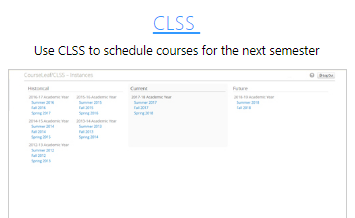 CLSS
Use CLSS to schedule courses for the next semester
CourseLeaf/CLSS - Instances
Historical
2016-17 Academic Year
Summer 2016
Fall 2016
Spring 2017
2015-16 Academic Year
Summer 2015
Fall 2015
Spring 2016
2014-15 Academic Year
Summer 2014
Fall 2014
Spring 2015
2013-14 Academic Year
Summer 2013
Fall 2013
Spring 2014
2012-13 Academic Year
Summer 2012
Fall 2012
Spring 2013
Current
2017-18 Academic Year
Summer 2017
Fall 2017
Spring 2018
Future
2018-19 Academic Year
Summer 2018
Fall 2018